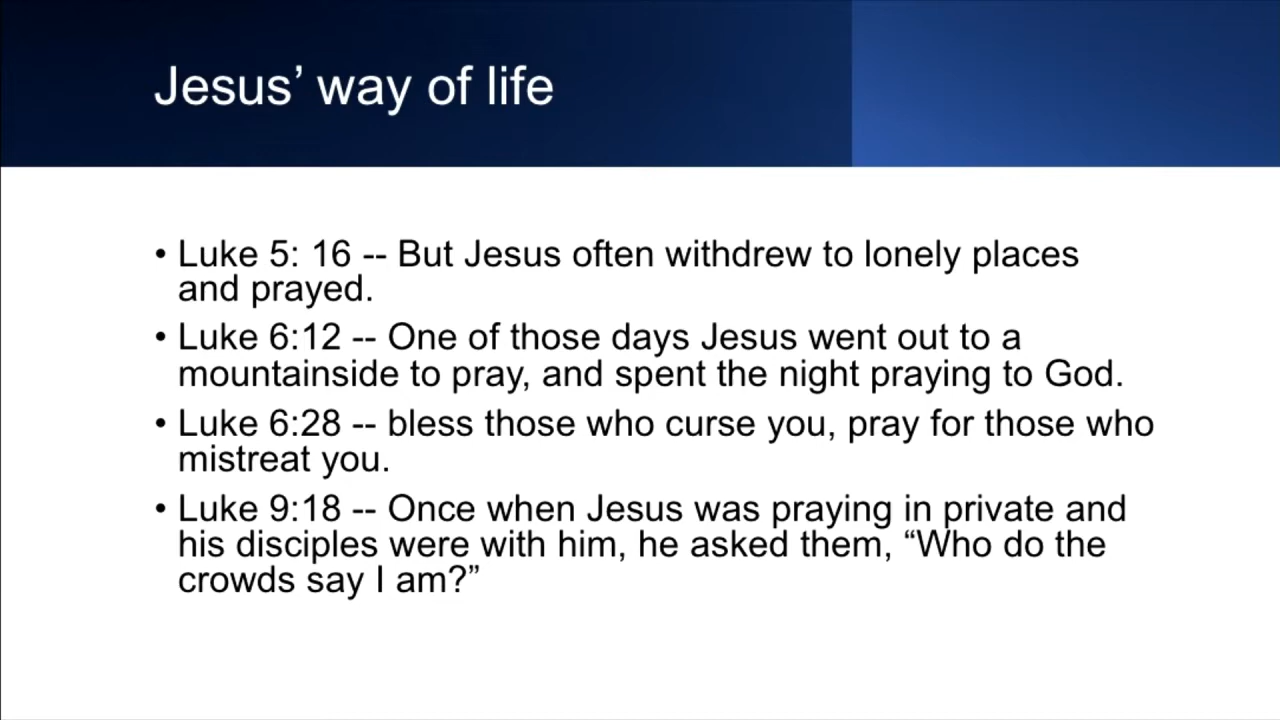 Jesus’ way of life
• Luke 5: 16 -- But Jesus often withdrew to lonely places
and prayed.
• Luke 6:12 -- One of those days Jesus went out to a
mountainside to pray, and spent the night praying to God.
• Luke 6:28 -- bless those who curse you, pray for those who
mistreat you.
• Luke 9:18 -- Once when Jesus was praying in private and
his disciples were with him, he asked them, “Who do the
crowds say I am?”